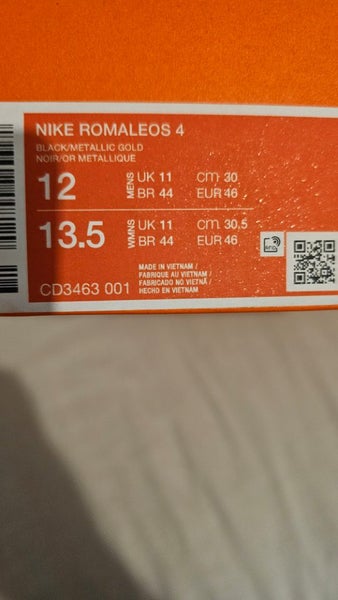 NIKE ROMALEOS 4
BLACK/METALLIC GOLD
NOIR/OR METALLIQUE
12 MENS UK 11 cm 30
BR 44 EUR 46
13.5 WMNS UK 11 cm 30.5
BR 44 EUR 46
MADE IN VIETNAM /
FABRIQUE AU VIETNAM /
FABRICADO NO VIETNÃ /
HECHO EN VIETNAM
CD3463 001